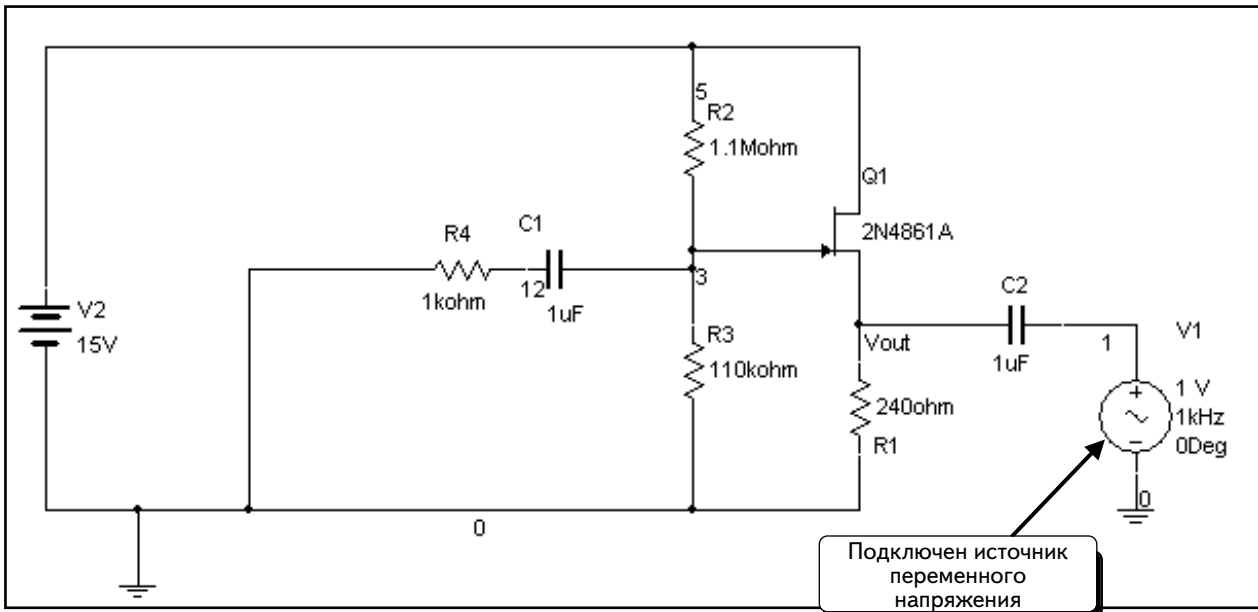 5
R2
1.1Mohm
Q1
2N4861A
R4
C1
12
1kohm
1uF
3
V2
15V
R3
110kohm
Vout
C2
1uF
1
V1
1 V
1kHz
0Deg
240ohm
R1
0
0
Подключен источник
переменного
напряжения